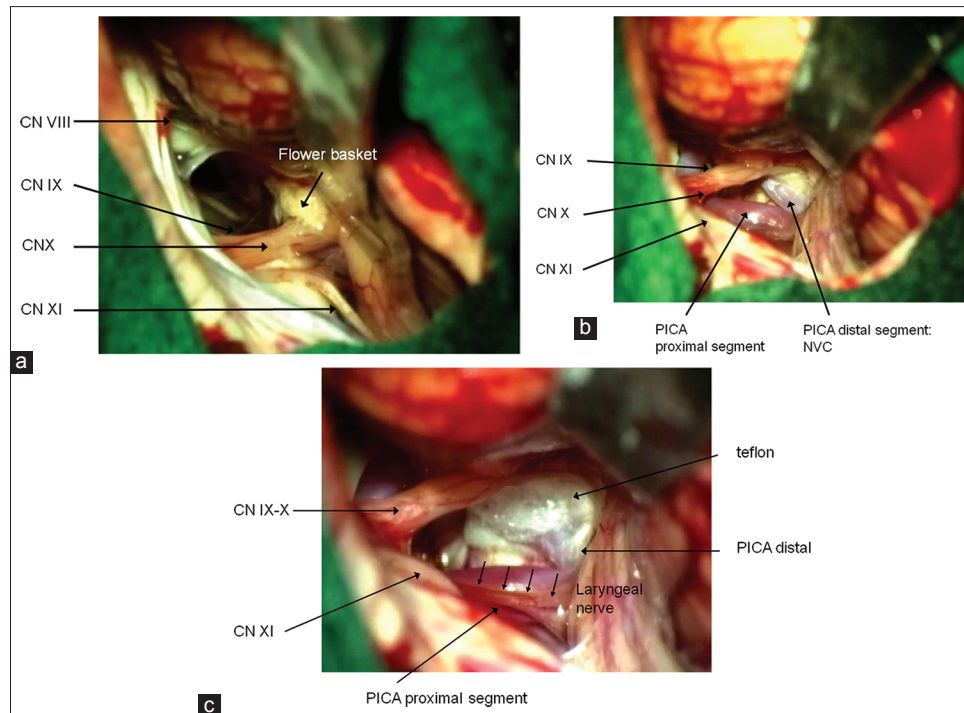 CN VIII
Flower basket
CN IX
CNX
CN XI
a
CN IX
CN X
CN XI
PICA
proximal segment
PICA distal segment:
NVC
b
teflon
CN IX-X
PICA distal
Laryngeal
nerve
CN XI
PICA proximal segment
c